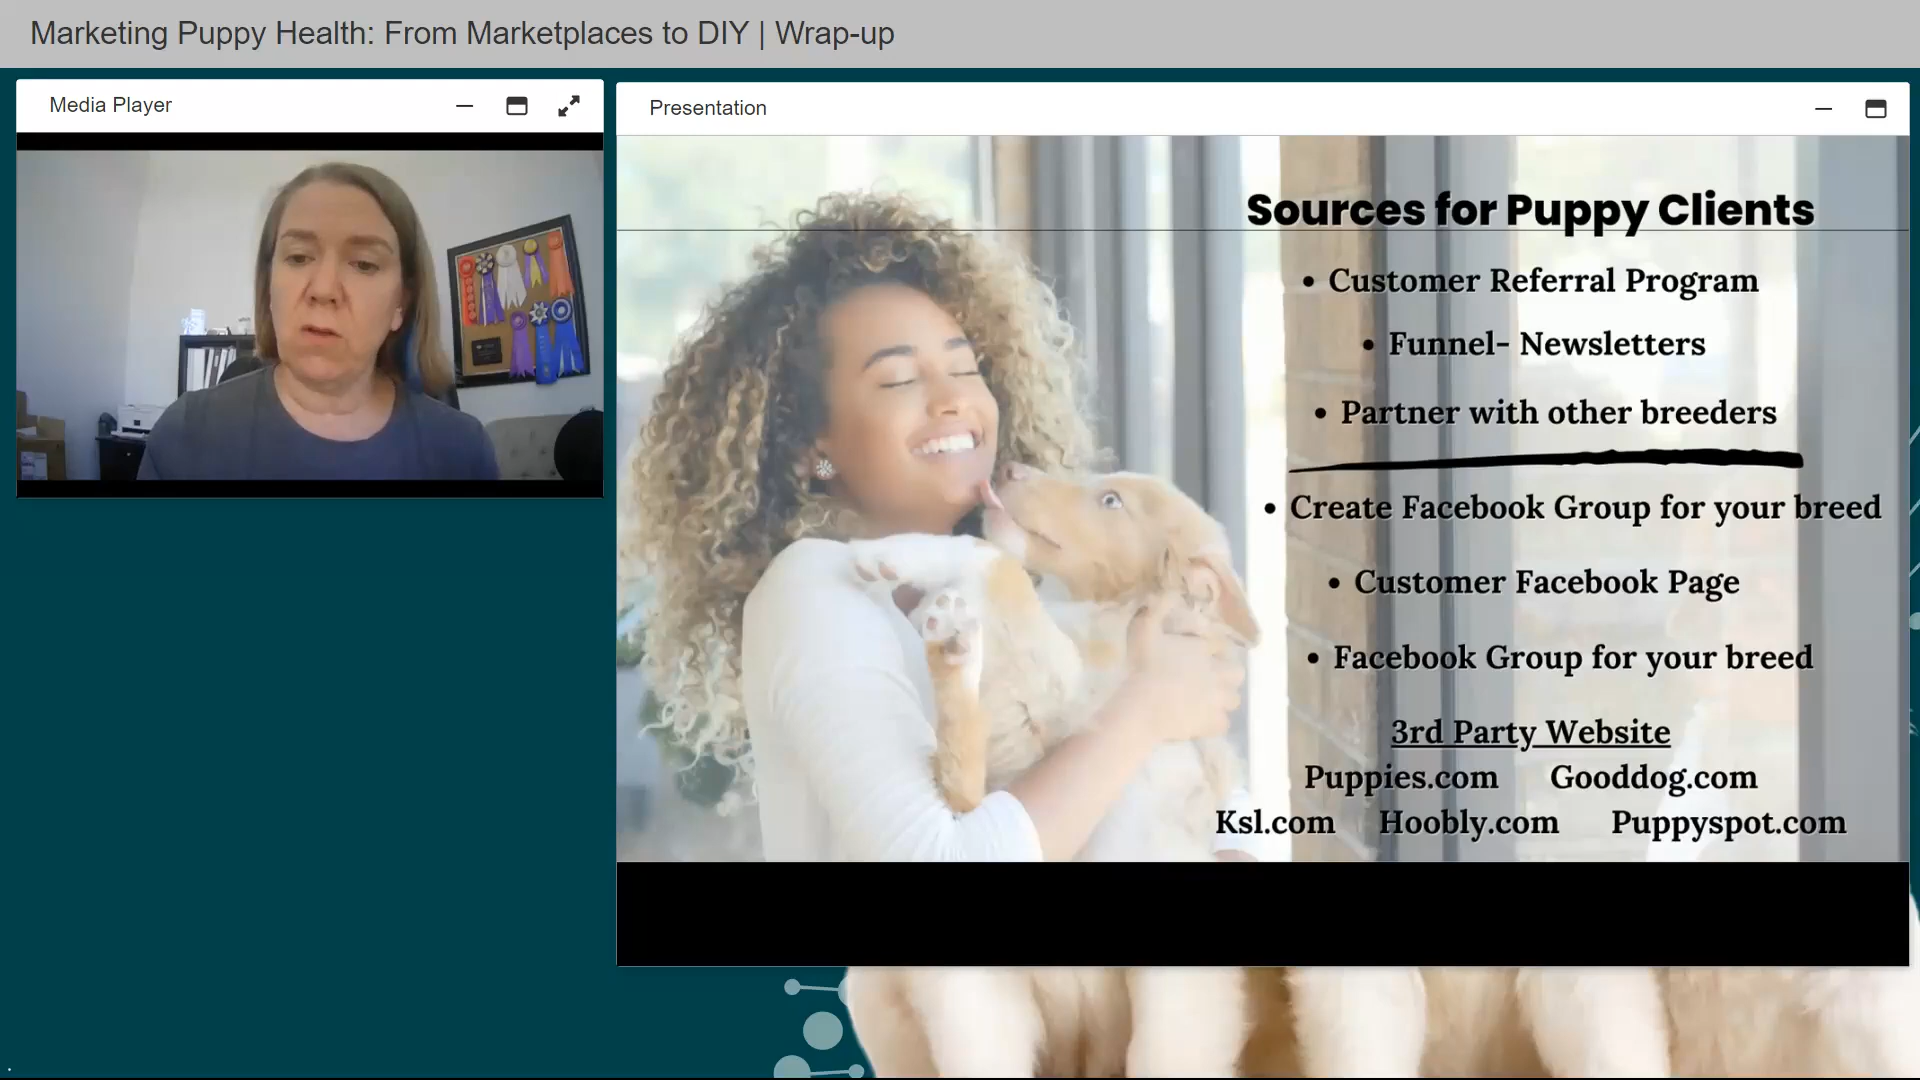 Marketing Puppy Health: From Marketplaces to DIY | Wrap-up
Media Player
Presentation
Sources for Puppy Clients
• Customer Referral Program
• Funnel- Newsletters
• Partner with other breeders
• Create Facebook Group for your breed
• Customer Facebook Page
• Facebook Group for your breed
3rd Party Website
Puppies.com Gooddog.com
Ksl.com Hoobly.com Puppyspot.com